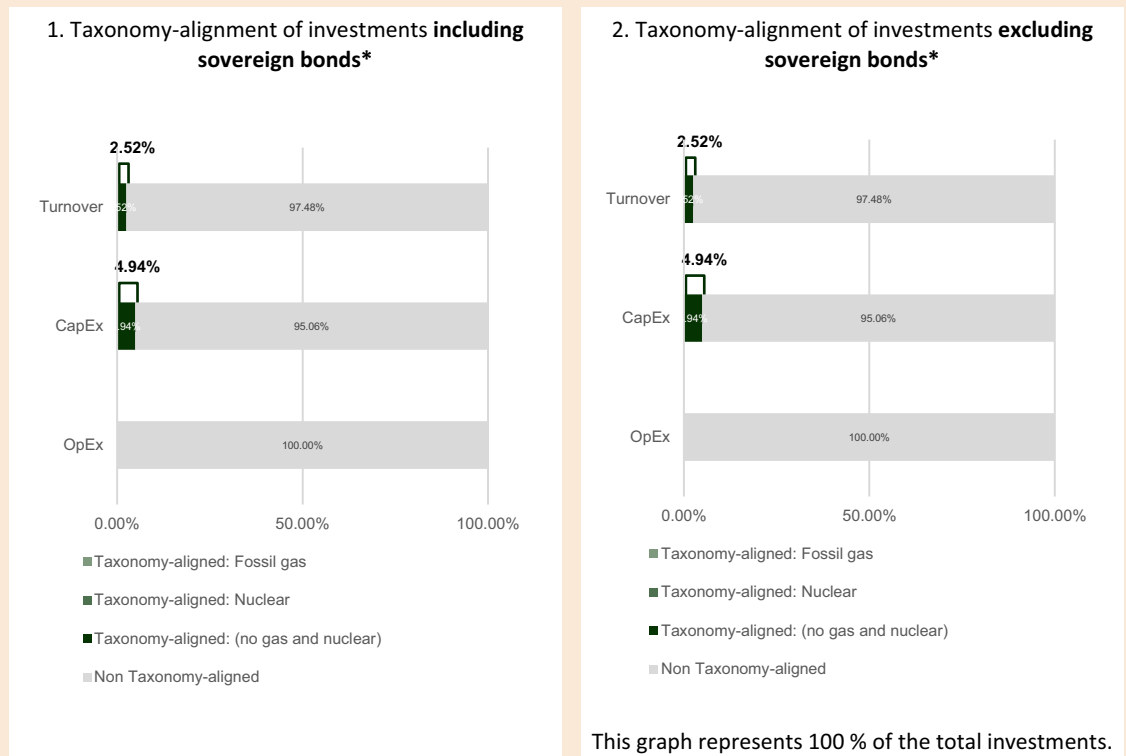 1. Taxonomy-alignment of investments including
sovereign bonds*
2.52%
Turnover
97.48%
4.94%
CapEx
.94%
95.06%
OpEx
100.00%
0.00% 50.00% 100.00%
Taxonomy-aligned: Fossil gas
Taxonomy-aligned: Nuclear
Taxonomy-aligned: (no gas and nuclear)
Non Taxonomy-aligned
2. Taxonomy-alignment of investments excluding
sovereign bonds*
2.52%
Turnover
97.48%
4.94%
CapEx
95.06%
OpEx
100.00%
0.00% 50.00% 100.00%
Taxonomy-aligned: Fossil gas
Taxonomy-aligned: Nuclear
Taxonomy-aligned: (no gas and nuclear)
Non Taxonomy-aligned
This graph represents 100 % of the total investments.